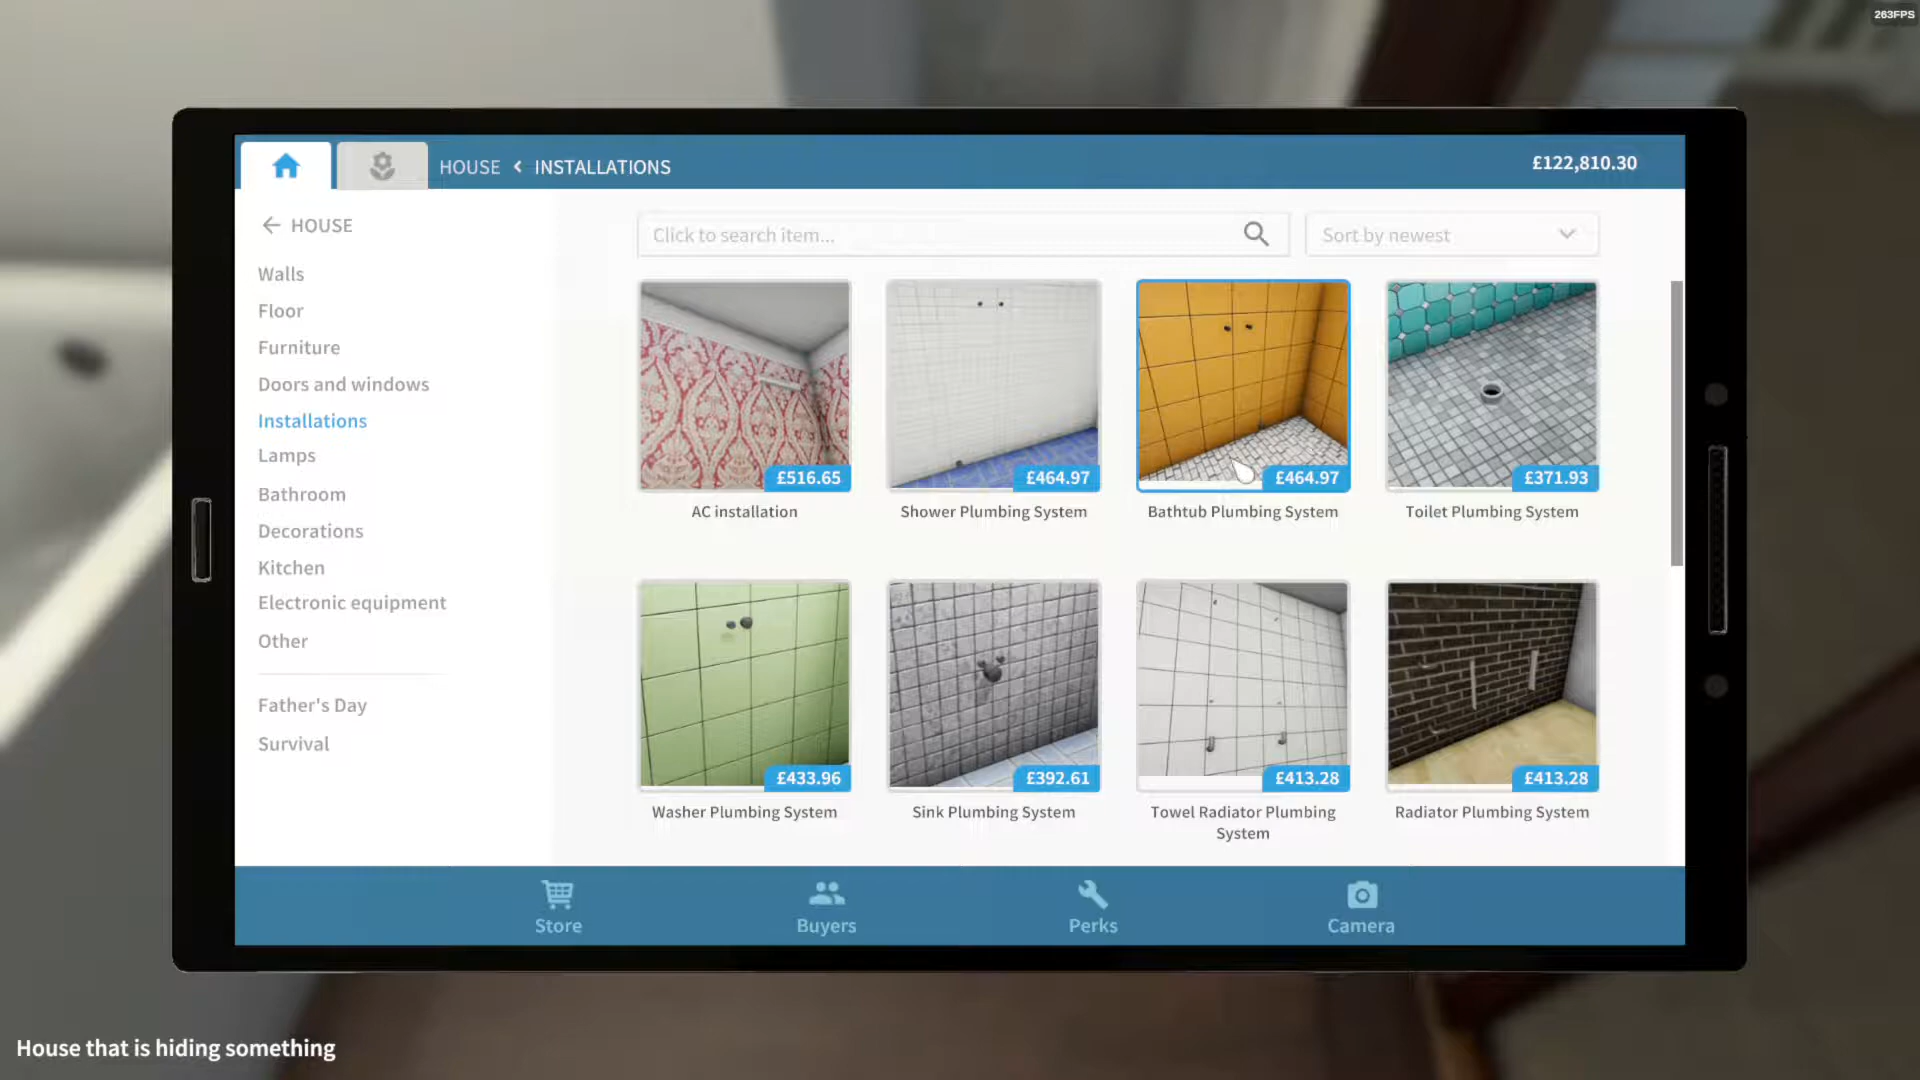 263FPS
HOUSE < INSTALLATIONS
£122,810.30
← HOUSE
Click to search item...
Sort by newest
Walls
Floor
Furniture
Doors and windows
Installations
Lamps
Bathroom
Decorations
Kitchen
Electronic equipment
Other
Father's Day
Survival
£516.65
£464.97
£464.97
£371.93
AC installation
Shower Plumbing System
Bathtub Plumbing System
Toilet Plumbing System
£433.96
£392.61
£413.28
£413.28
Washer Plumbing System
Sink Plumbing System
Towel Radiator Plumbing
System
Radiator Plumbing System
Store
Buyers
Perks
Camera
House that is hiding something